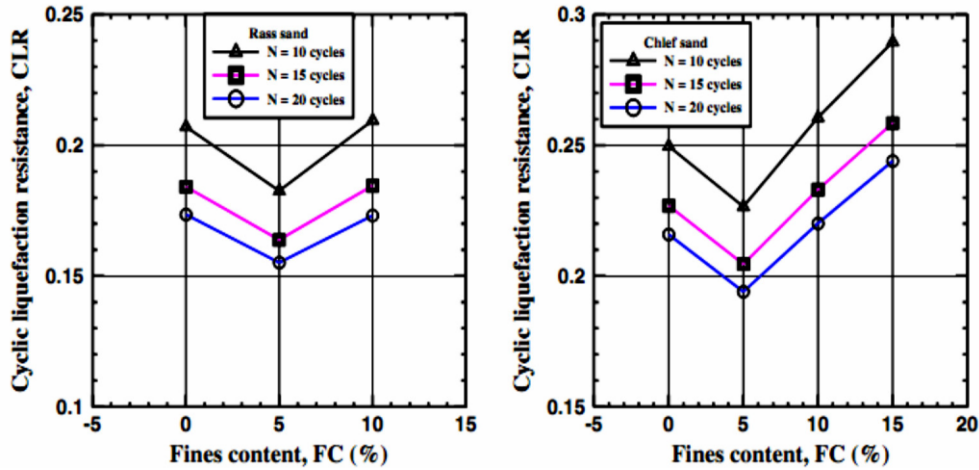 Cyclic liquefaction resistance, CLR
0.25
0.2
0.15
0.1
Rass sand
N = 10 cycles
N = 15 cycles
N = 20 cycles
-5
0
5
10
15
Fines content, FC (%)
Cyclic liquefaction resistance, CLR
0.3
0.25
0.2
0.15
Chlef sand
N = 10 cycles
N = 15 cycles
N = 20 cycles
-5
0
5
10
15
20
Fines content, FC (%)